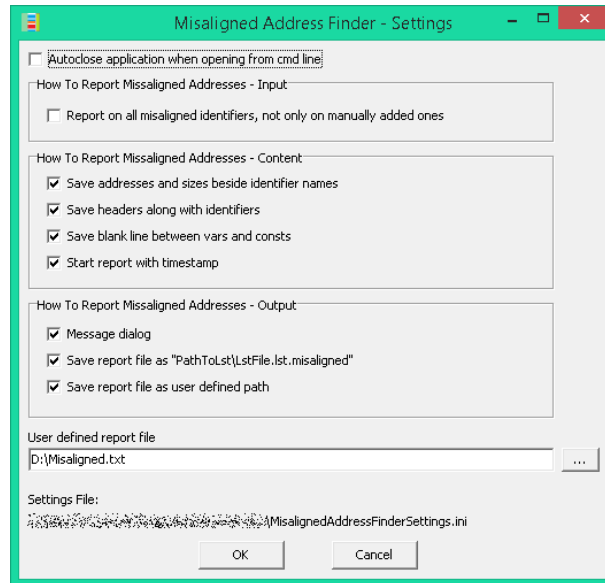 Misaligned Address Finder - Settings
Autoclose application when opening from cmd line
How To Report Missaligned Addresses - Input
Report on all misaligned identifiers, not only on manually added ones
How To Report Missaligned Addresses - Content
Save addresses and sizes beside identifier names
Save headers along with identifiers
Save blank line between vars and consts
Start report with timestamp
How To Report Missaligned Addresses - Output
Message dialog
Save report file as "PathToLst\LstFile.lst.misaligned"
Save report file as user defined path
User defined report file
D:\Misaligned.txt
...
Settings File:
\MisalignedAddressFinderSettings.ini
OK Cancel